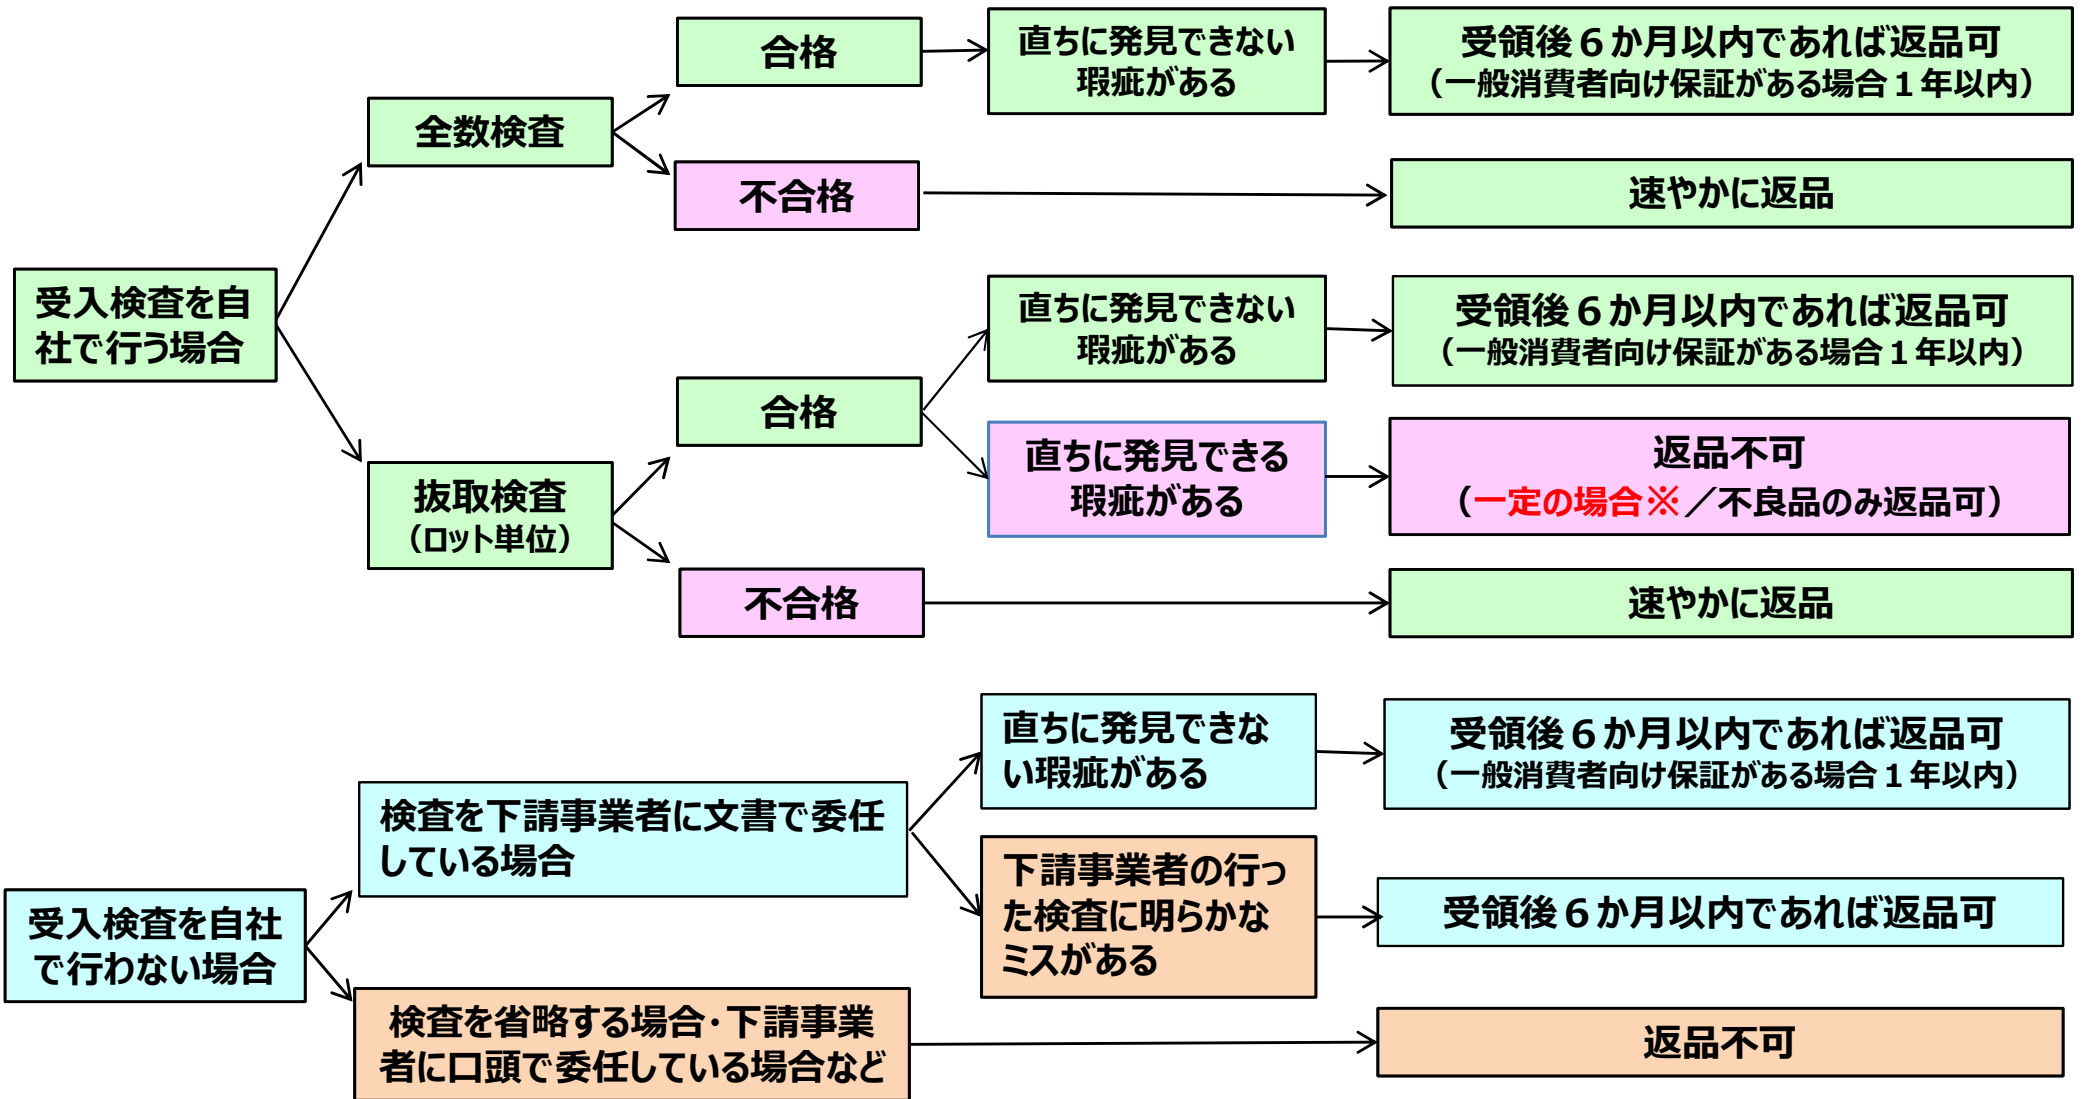 合格
直ちに発見できない
瑕疵がある
受領後６か月以内であれば返品可
（一般消費者向け保証がある場合１年以内）
全数検査
不合格
速やかに返品
受入検査を自
社で行う場合
直ちに発見できない
瑕疵がある
受領後６か月以内であれば返品可
（一般消費者向け保証がある場合１年以内）
合格
直ちに発見できる
瑕疵がある
返品不可
（一定の場合※／不良品のみ返品可）
抜取検査
（ロット単位）
不合格
速やかに返品
直ちに発見できな
い瑕疵がある
受領後６か月以内であれば返品可
（一般消費者向け保証がある場合１年以内）
検査を下請事業者に文書で委任
している場合
下請事業者の行っ
た検査に明らかな
ミスがある
受領後６か月以内であれば返品可
受入検査を自社
で行わない場合
検査を省略する場合・下請事業
者に口頭で委任している場合など
返品不可